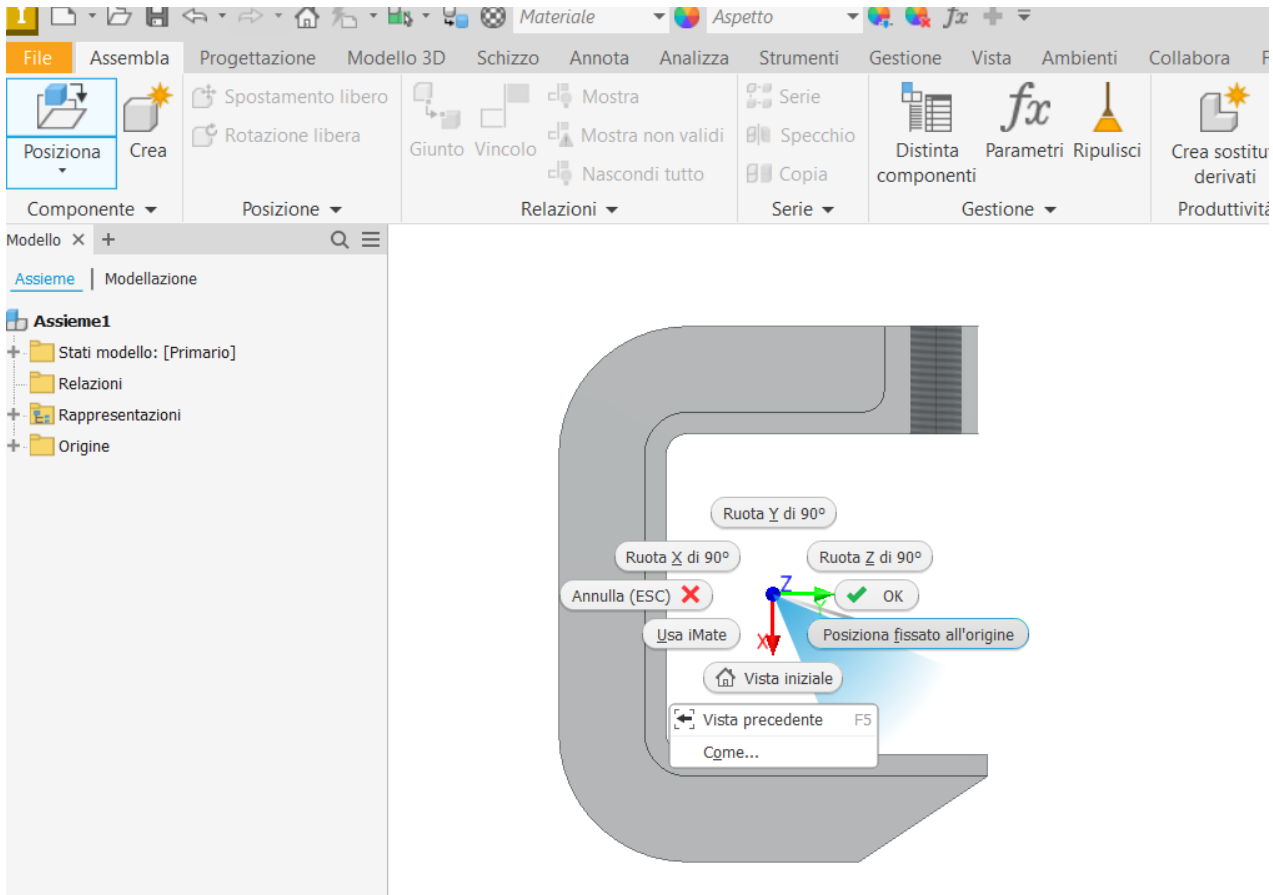 I Materiale Aspetto fx
File Assembla Progettazione Modello 3D Schizzo Annota Analizza Strumenti Gestione Vista Ambienti Collabora
Posiziona
Crea
Spostamento libero
Rotazione libera
Giunto Vincolo
Mostra
Mostra non validi
Nascondi tutto
Serie
Specchio
Copia
Distinta
componenti
fx
Parametri
Ripulisci
Crea sostitu
derivati
Componente Posizione Relazioni Serie Gestione Produttività
Modello × +
Assieme | Modellazione
Assieme1
Stati modello: [Primario]
Relazioni
Rappresentazioni
Origine
Ruota Y di 90°
Ruota X di 90° Ruota Z di 90°
Z
Annulla (ESC) OK
Y
Usa iMate X Posiziona fissato all'origine
Vista iniziale
Vista precedente F5
Come...